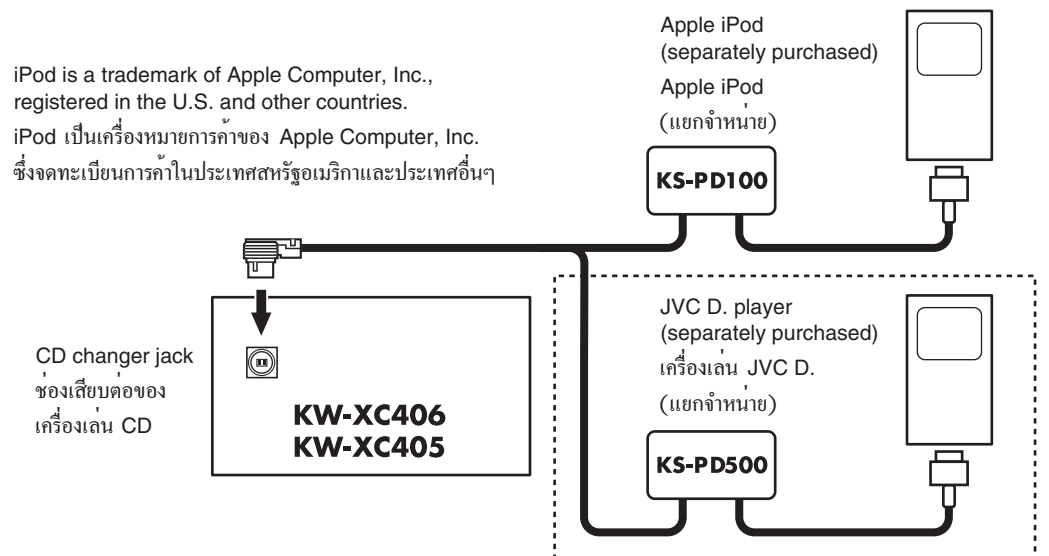 iPod is a trademark of Apple Computer, Inc.,
registered in the U.S. and other countries.
iPod เป็นเครื่องหมายการค้าของ Apple Computer, Inc.
ซึ่งจดทะเบียนการค้าในประเทศสหรัฐอเมริกาและประเทศอื่นๆ
Apple iPod
(separately purchased)
Apple iPod
(แยกจำหน่าย)
KS-PD100
CD changer jack
ช่องเสียบต่อของ
เครื่องเล่น CD
KW-XC406
KW-XC405
JVC D. player
(separately purchased)
เครื่องเล่น JVC D.
(แยกจำหน่าย)
KS-PD500